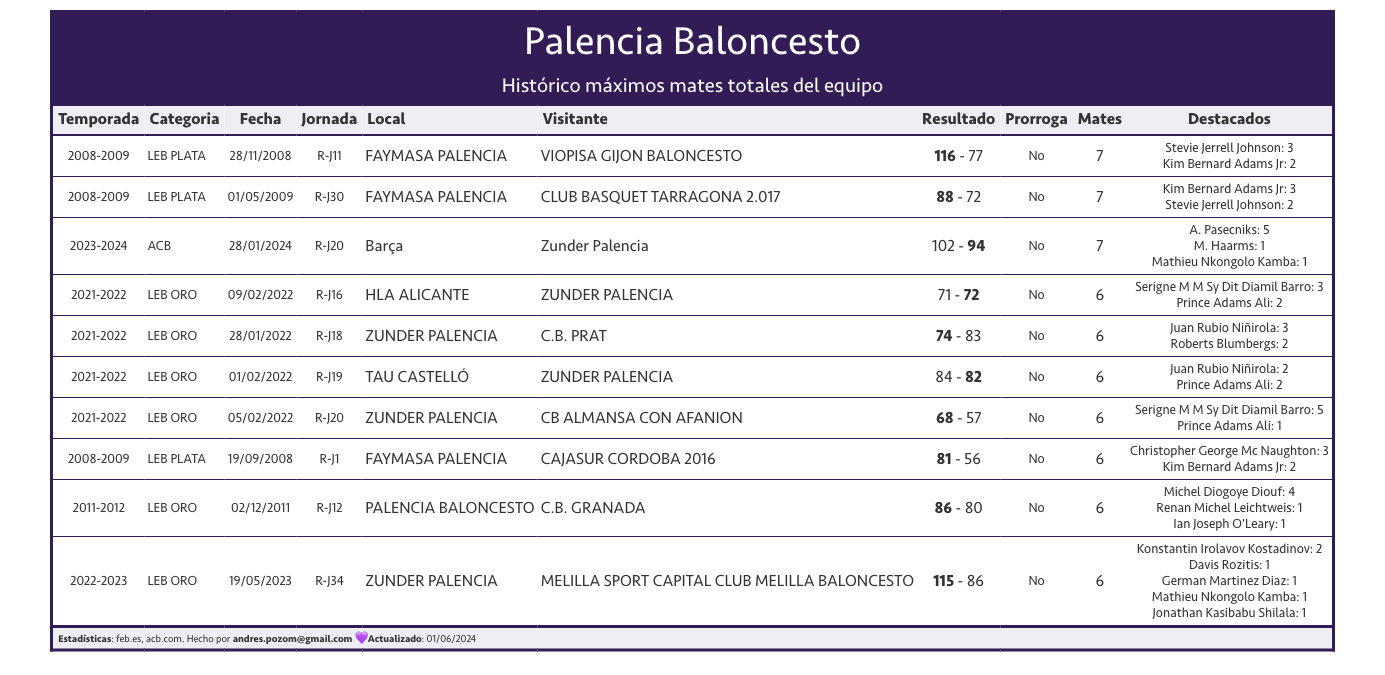 Palencia Baloncesto
Histórico máximos mates totales del equipo
Temporada Categoria Fecha Jornada Local Visitante Resultado Prorroga Mates Destacados
2008-2009 LEB PLATA 28/11/2008 R-J11 FAYMASA PALENCIA VIOPISA GIJON BALONCESTO 116 - 77 No 7 Stevie Jerrell Johnson: 3
Kim Bernard Adams Jr: 2
2008-2009 LEB PLATA 01/05/2009 R-J30 FAYMASA PALENCIA CLUB BASQUET TARRAGONA 2.017 88 - 72 No 7 Kim Bernard Adams Jr: 3
Stevie Jerrell Johnson: 2
2023-2024 ACB 28/01/2024 R-J20 Barça Zunder Palencia 102 - 94 No 7 A. Pasecniks: 5
M. Haarms: 1
Mathieu Nkongolo Kamba: 1
2021-2022 LEB ORO 09/02/2022 R-J16 HLA ALICANTE ZUNDER PALENCIA 71 - 72 No 6 Serigne M M Sy Dit Diamil Barro: 3
Prince Adams Ali: 2
2021-2022 LEB ORO 28/01/2022 R-J18 ZUNDER PALENCIA C.B. PRAT 74 - 83 No 6 Juan Rubio Niñirola: 3
Roberts Blumbergs: 2
2021-2022 LEB ORO 01/02/2022 R-J19 TAU CASTELLÓ ZUNDER PALENCIA 84 - 82 No 6 Juan Rubio Niñirola: 2
Prince Adams Ali: 2
2021-2022 LEB ORO 05/02/2022 R-J20 ZUNDER PALENCIA CB ALMANSA CON AFANION 68 - 57 No 6 Serigne M M Sy Dit Diamil Barro: 5
Prince Adams Ali: 1
2008-2009 LEB PLATA 19/09/2008 R-J1 FAYMASA PALENCIA CAJASUR CORDOBA 2016 81 - 56 No 6 Christopher George Mc Naughton: 3
Kim Bernard Adams Jr: 2
2011-2012 LEB ORO 02/12/2011 R-J12 PALENCIA BALONCESTO C.B. GRANADA 86 - 80 No 6 Michel Diogoye Diouf: 4
Renan Michel Leichtweis: 1
Ian Joseph O'Leary: 1
2022-2023 LEB ORO 19/05/2023 R-J34 ZUNDER PALENCIA MELILLA SPORT CAPITAL CLUB MELILLA BALONCESTO 115 - 86 No 6 Konstantin Irolavov Kostadinov: 2
Davis Rozitis: 1
German Martinez Diaz: 1
Mathieu Nkongolo Kamba: 1
Jonathan Kasibabu Shilala: 1
Estadísticas: feb.es, acb.com. Hecho por andres.pozom@gmail.com 💜Actualizado: 01/06/2024